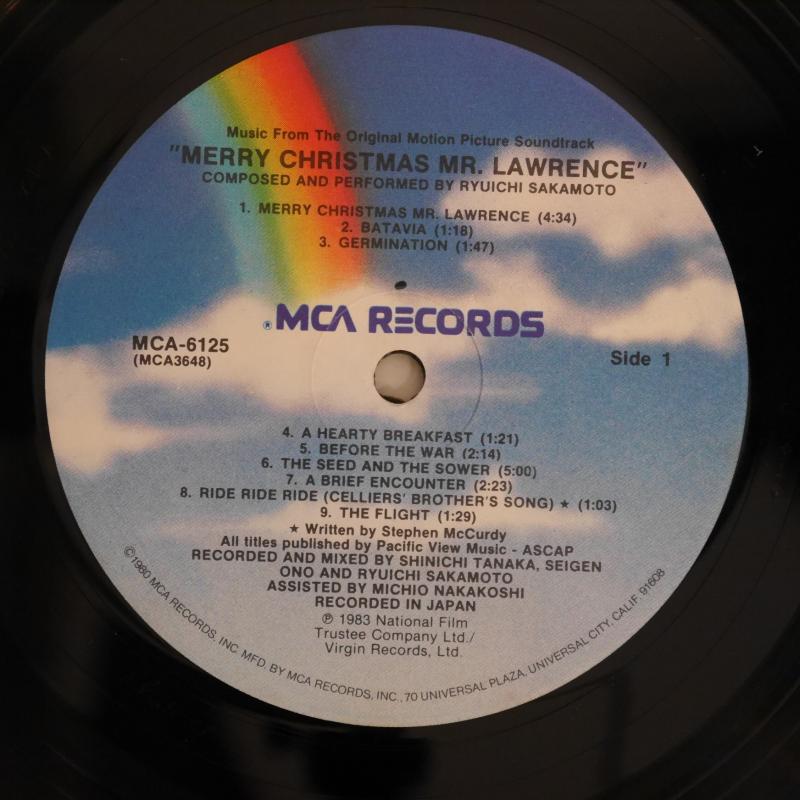 Music From The Original Motion Picture Soundtrack
"MERRY CHRISTMAS MR. LAWRENCE"
COMPOSED AND PERFORMED BY RYUICHI SAKAMOTO
1. MERRY CHRISTMAS MR. LAWRENCE (4:34)
2. BATAVIA (1:18)
3. GERMINATION (1:47)
® MCA RECORDS
MCA-6125
(MCA3648)
Side 1
4. A HEARTY BREAKFAST (1:21)
5. BEFORE THE WAR (2:14)
6. THE SEED AND THE SOWER (5:00)
7. A BRIEF ENCOUNTER (2:23)
8. RIDE RIDE RIDE (CELLIERS' BROTHER'S SONG) ★ (1:03)
9. THE FLIGHT (1:29)
★ Written by Stephen McCurdy
All titles published by Pacific View Music - ASCAP
RECORDED AND MIXED BY SHINICHI TANAKA, SEIGEN
ONO AND RYUICHI SAKAMOTO
ASSISTED BY MICHIO NAKAKOSHI
RECORDED IN JAPAN
℗ 1983 National Film
Trustee Company Ltd./
Virgin Records, Ltd.
©1980 MCA RECORDS, INC. MFD. BY MCA RECORDS, INC., 70 UNIVERSAL PLAZA, UNIVERSAL CITY, CALIF. 91608